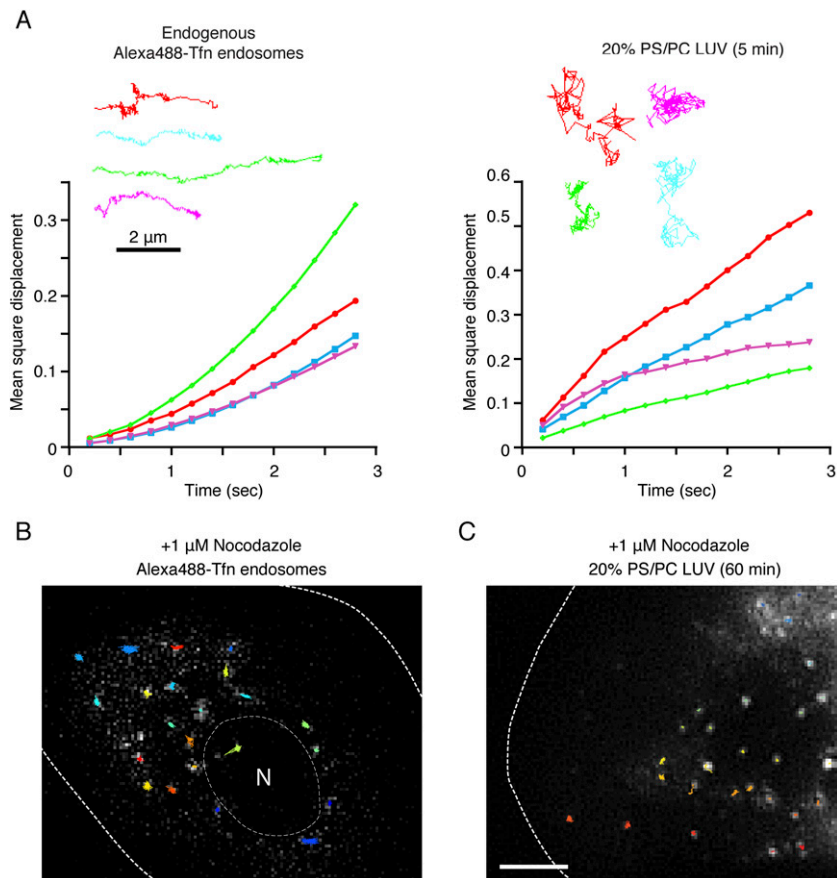 A
Endogenous
Alexa488-Tfn endosomes
20% PS/PC LUV (5 min)
Mean square displacement
0.3
0.2
0.1
0
2 µm
0
1
2
3
Time (sec)
Mean square displacement
0.6
0.5
0.4
0.3
0.2
0.1
0
0
1
2
3
Time (sec)
B
+1 µM Nocodazole
Alexa488-Tfn endosomes
N
C
+1 µM Nocodazole
20% PS/PC LUV (60 min)